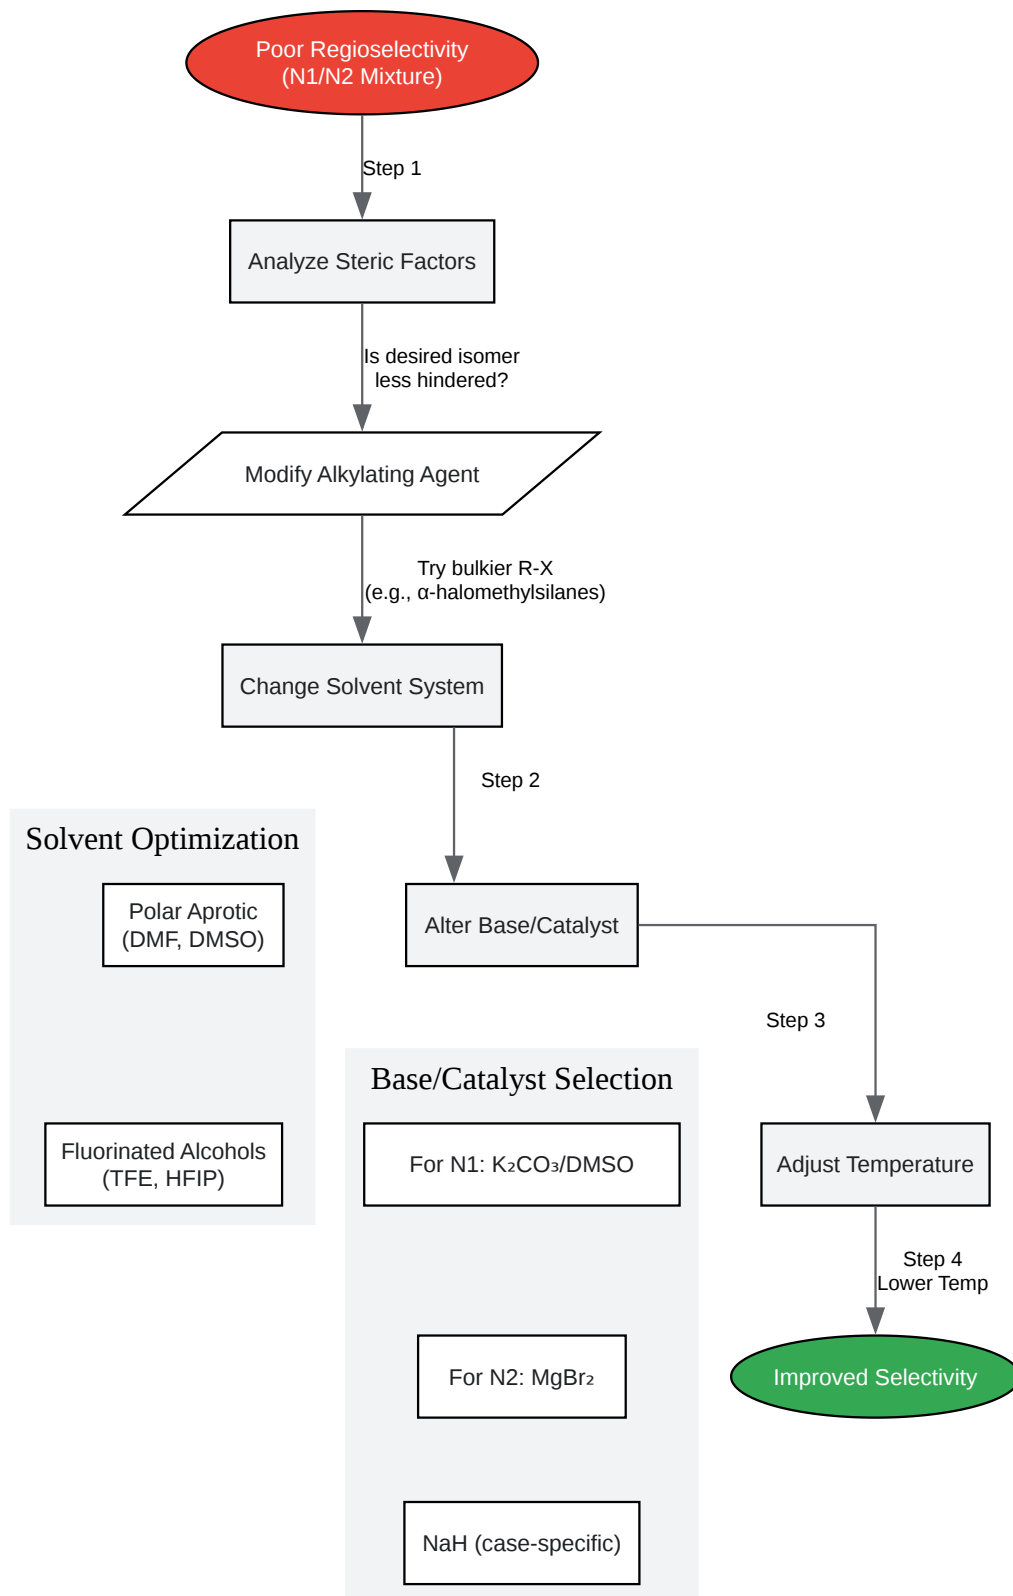 Poor Regioselectivity
(N1/N2 Mixture)
Step 1
Analyze Steric Factors
Is desired isomer
less hindered?
Modify Alkylating Agent
Try bulkier R-X
(e.g., α-halomethylsilanes)
Change Solvent System
Step 2
Solvent Optimization
Polar Aprotic
(DMF, DMSO)
Alter Base/Catalyst
Step 3
Base/Catalyst Selection
Fluorinated Alcohols
(TFE, HFIP)
For N1: K₂CO₃/DMSO
Adjust Temperature
Step 4
Lower Temp
For N2: MgBr₂
Improved Selectivity
NaH (case-specific)